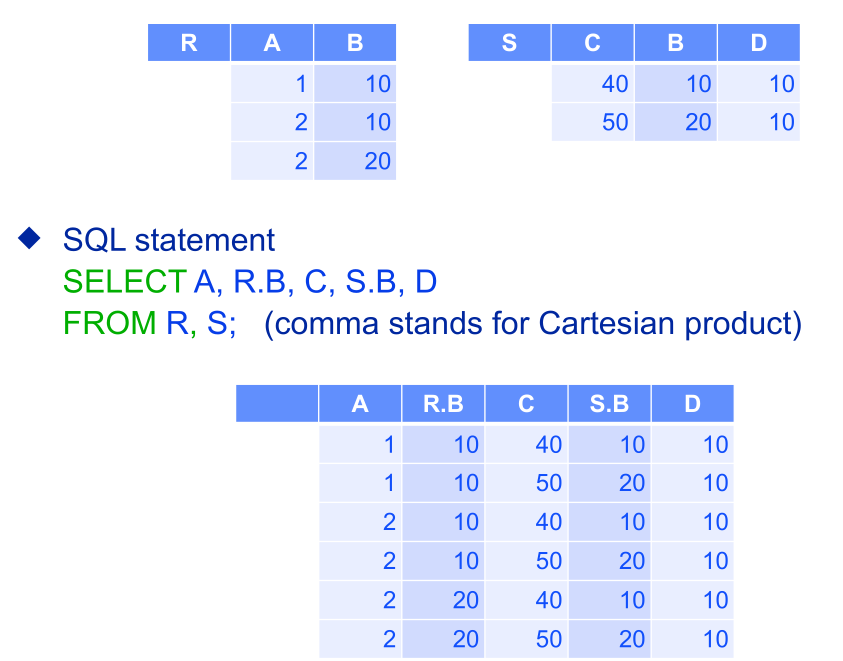 R A B S C B D
1 10 40 10 10
2 10 50 20 10
2 20
SQL statement
SELECT A, R.B, C, S.B, D
FROM R, S; (comma stands for Cartesian product)
A R.B C S.B D
1 10 40 10 10
1 10 50 20 10
2 10 40 10 10
2 10 50 20 10
2 20 40 10 10
2 20 50 20 10